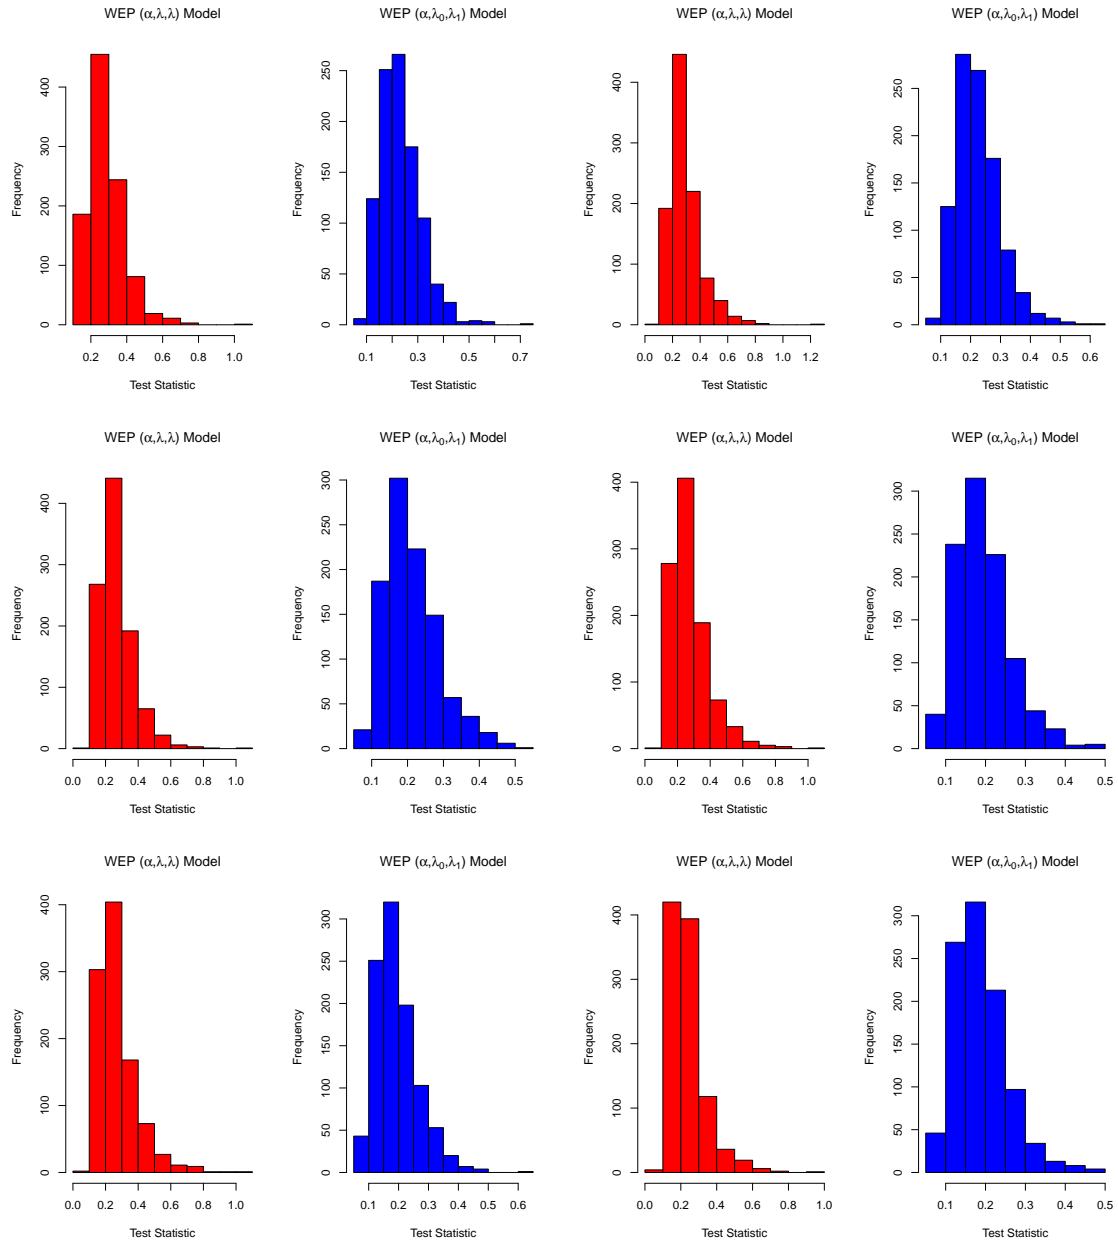 WEP (α,λ,λ) Model
Frequency
0 100 200 300 400
0.2 0.4 0.6 0.8 1.0
Test Statistic
WEP (α,λ₀,λ₁) Model
Frequency
0 50 100 150 200 250
0.1 0.3 0.5 0.7
Test Statistic
WEP (α,λ,λ) Model
Frequency
0 100 200 300 400
0.0 0.2 0.4 0.6 0.8 1.0 1.2
Test Statistic
WEP (α,λ₀,λ₁) Model
Frequency
0 50 100 150 200 250
0.1 0.2 0.3 0.4 0.5 0.6
Test Statistic
WEP (α,λ,λ) Model
Frequency
0 100 200 300 400
0.0 0.2 0.4 0.6 0.8 1.0
Test Statistic
WEP (α,λ₀,λ₁) Model
Frequency
0 50 100 150 200 250 300
0.1 0.2 0.3 0.4 0.5
Test Statistic
WEP (α,λ,λ) Model
Frequency
0 100 200 300 400
0.0 0.2 0.4 0.6 0.8 1.0
Test Statistic
WEP (α,λ₀,λ₁) Model
Frequency
0 50 100 150 200 250 300
0.1 0.2 0.3 0.4 0.5
Test Statistic
WEP (α,λ,λ) Model
Frequency
0 100 200 300 400
0.0 0.2 0.4 0.6 0.8 1.0
Test Statistic
WEP (α,λ₀,λ₁) Model
Frequency
0 50 100 150 200 250 300
0.1 0.2 0.3 0.4 0.5 0.6
Test Statistic
WEP (α,λ,λ) Model
Frequency
0 100 200 300 400
0.0 0.2 0.4 0.6 0.8 1.0
Test Statistic
WEP (α,λ₀,λ₁) Model
Frequency
0 50 100 150 200 250 300
0.1 0.2 0.3 0.4 0.5
Test Statistic